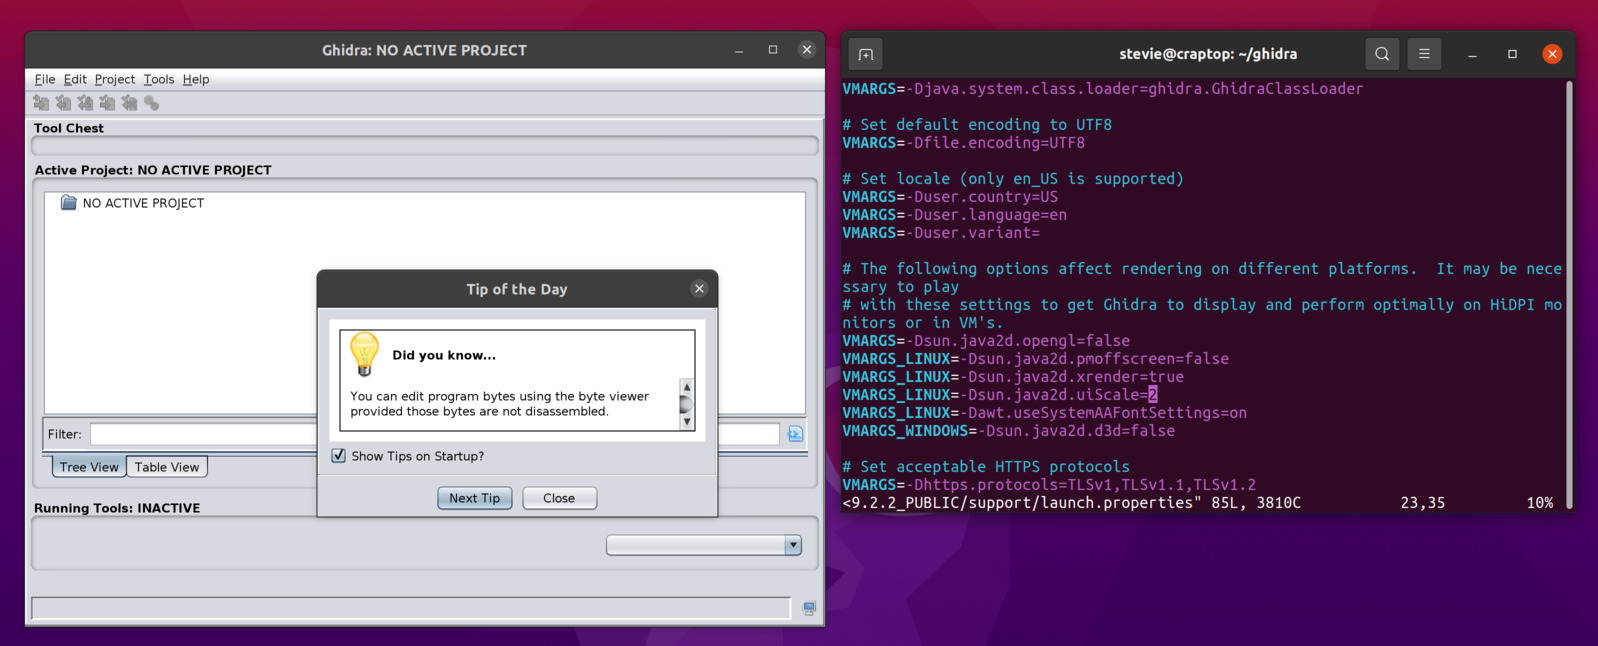 Ghidra: NO ACTIVE PROJECT
File Edit Project Tools Help
Tool Chest
Active Project: NO ACTIVE PROJECT
NO ACTIVE PROJECT
Filter:
Tree View Table View
Running Tools: INACTIVE
Tip of the Day
Did you know...
You can edit program bytes using the byte viewer
provided those bytes are not disassembled.
Show Tips on Startup?
Next Tip Close
stevie@craptop: ~/ghidra
VMARGS=-Djava.system.class.loader=ghidra.GhidraClassLoader
# Set default encoding to UTF8
VMARGS=-Dfile.encoding=UTF8
# Set locale (only en_US is supported)
VMARGS=-Duser.country=US
VMARGS=-Duser.language=en
VMARGS=-Duser.variant=
# The following options affect rendering on different platforms.  It may be nece
ssary to play
# with these settings to get Ghidra to display and perform optimally on HiDPI mo
nitors or in VM's.
VMARGS=-Dsun.java2d.opengl=false
VMARGS_LINUX=-Dsun.java2d.pmoffscreen=false
VMARGS_LINUX=-Dsun.java2d.xrender=true
VMARGS_LINUX=-Dsun.java2d.uiScale=2
VMARGS_LINUX=-Dawt.useSystemAAFontSettings=on
VMARGS_WINDOWS=-Dsun.java2d.d3d=false
# Set acceptable HTTPS protocols
VMARGS=-Dhttps.protocols=TLSv1,TLSv1.1,TLSv1.2
<9.2.2_PUBLIC/support/launch.properties" 85L, 3810C 23,35 10%